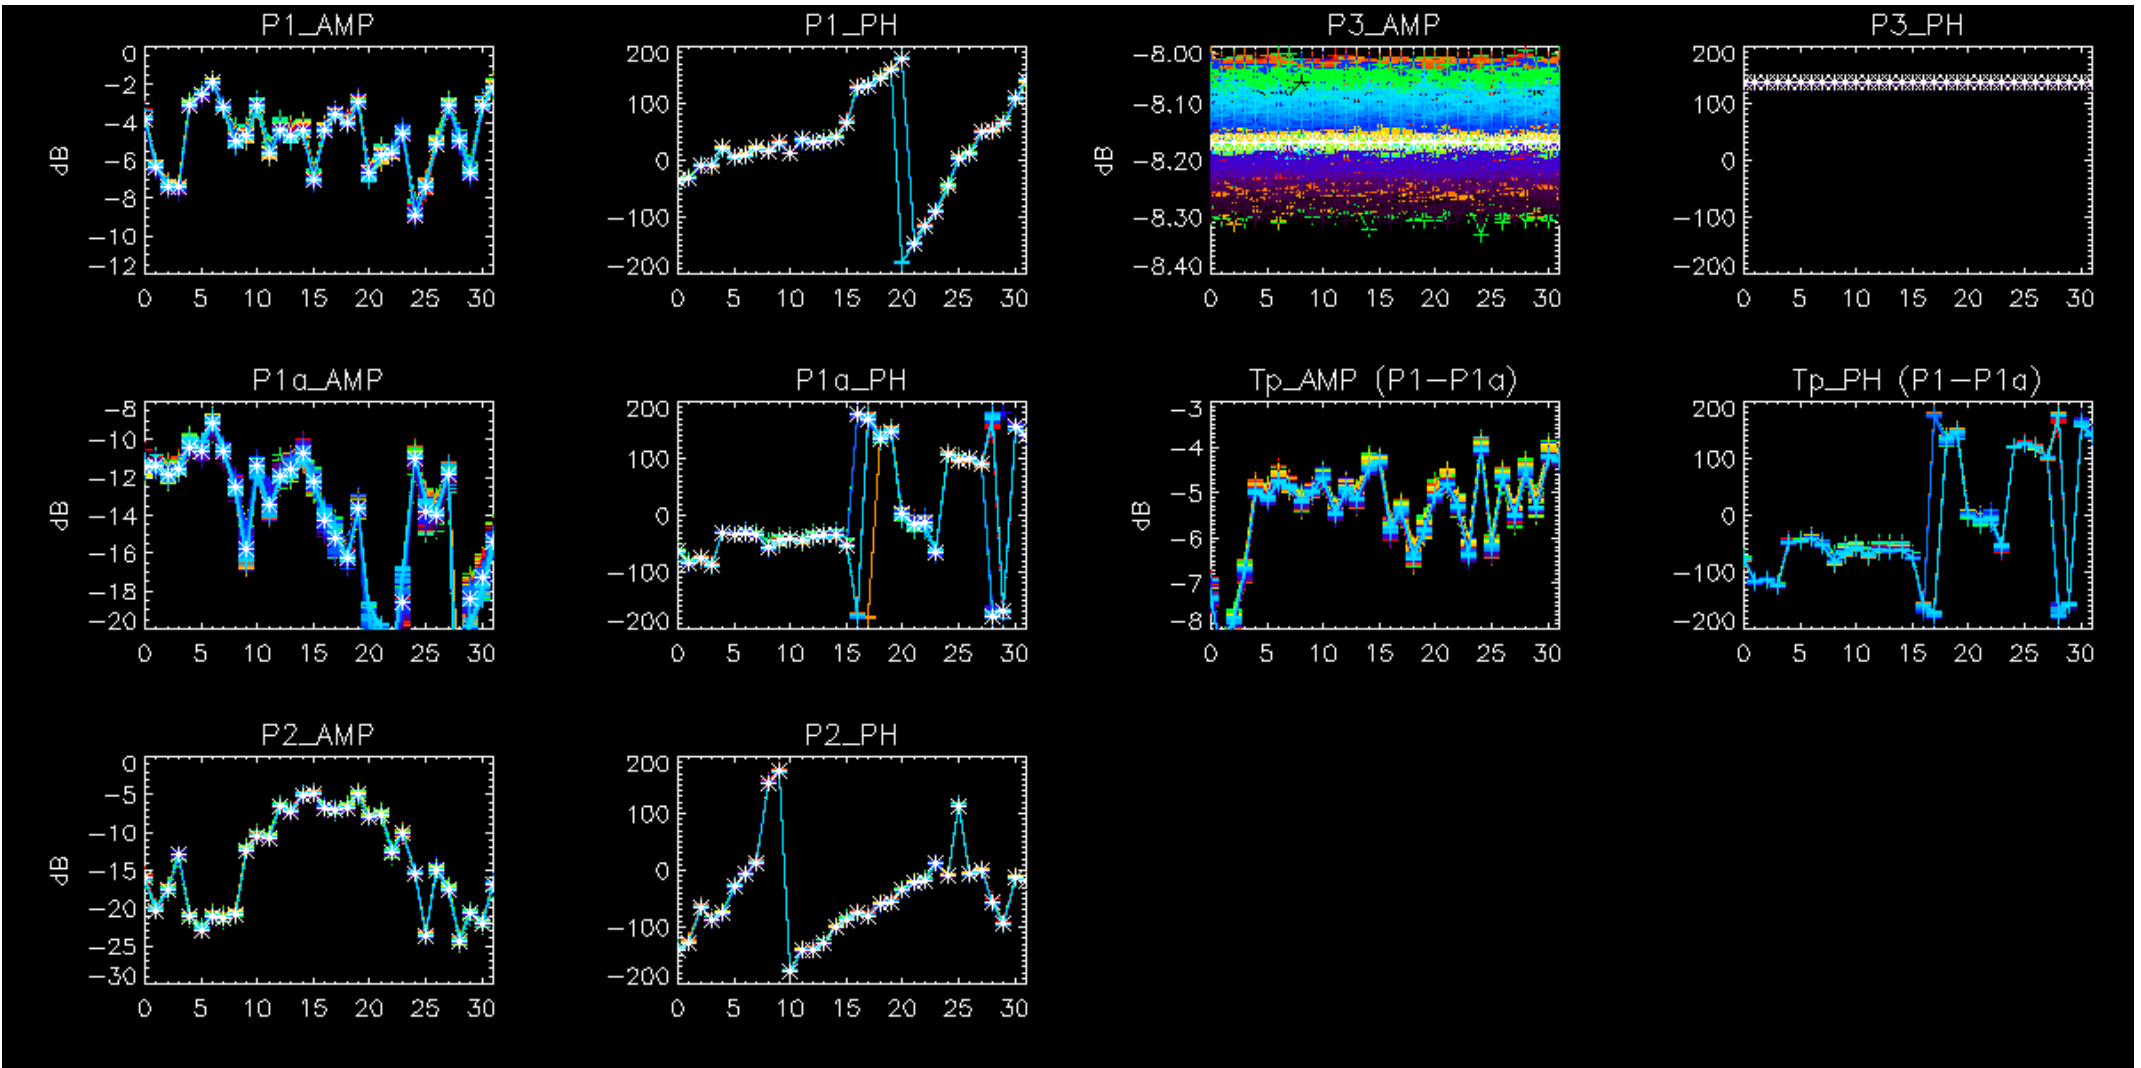 P1_AMP
dB
0
−2
−4
−6
−8
−10
−12
0 5 10 15 20 25 30
P1_PH
200
100
0
−100
−200
0 5 10 15 20 25 30
P3_AMP
dB
−8.00
−8.10
−8.20
−8.30
−8.40
0 5 10 15 20 25 30
P3_PH
200
100
0
−100
−200
0 5 10 15 20 25 30
P1a_AMP
dB
−8
−10
−12
−14
−16
−18
−20
0 5 10 15 20 25 30
P1a_PH
200
100
0
−100
−200
0 5 10 15 20 25 30
Tp_AMP (P1−P1a)
dB
−3
−4
−5
−6
−7
−8
0 5 10 15 20 25 30
Tp_PH (P1−P1a)
200
100
0
−100
−200
0 5 10 15 20 25 30
P2_AMP
dB
0
−5
−10
−15
−20
−25
−30
0 5 10 15 20 25 30
P2_PH
200
100
0
−100
−200
0 5 10 15 20 25 30